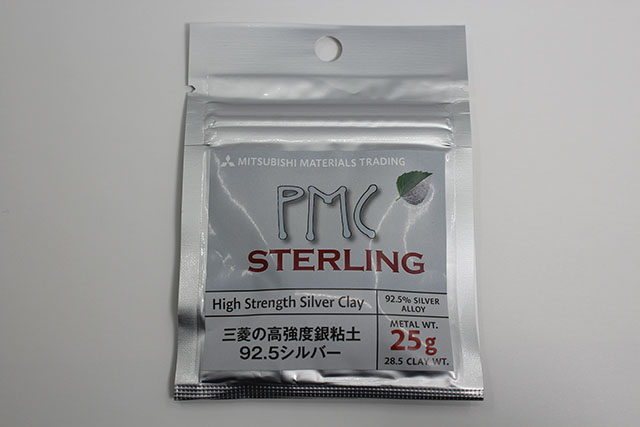 MITSUBISHI MATERIALS TRADING
PMC
STERLING
High Strength Silver Clay
92.5% SILVER
ALLOY
三菱の高強度銀粘土
92.5シルバー
METAL WT.
25g
28.5 CLAY WT.